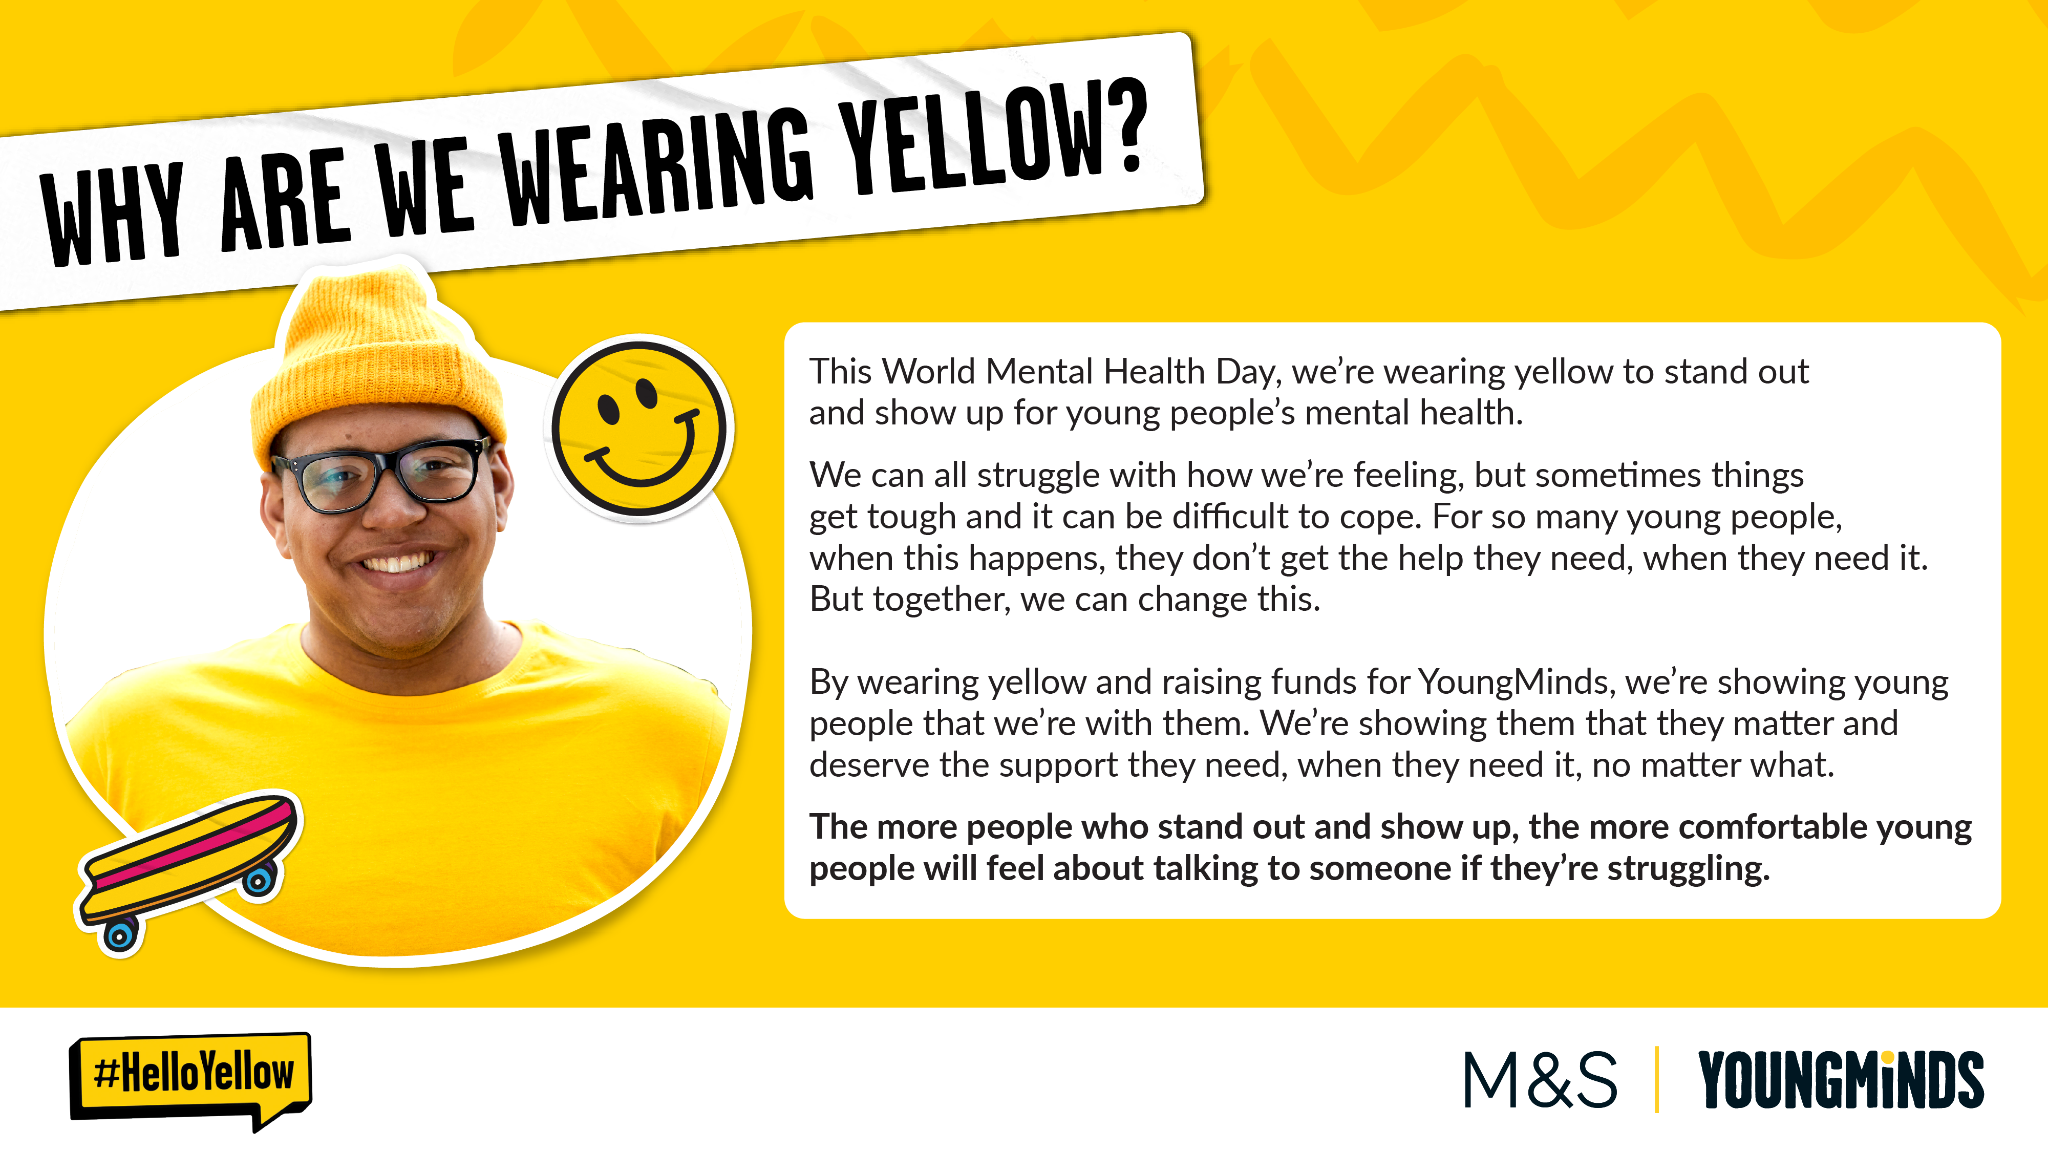 WHY ARE WE WEARING YELLOW?
This World Mental Health Day, we’re wearing yellow to stand out
and show up for young people’s mental health.
We can all struggle with how we’re feeling, but sometimes things
get tough and it can be difficult to cope. For so many young people,
when this happens, they don’t get the help they need, when they need it.
But together, we can change this.
By wearing yellow and raising funds for YoungMinds, we’re showing young
people that we’re with them. We’re showing them that they matter and
deserve the support they need, when they need it, no matter what.
The more people who stand out and show up, the more comfortable young
people will feel about talking to someone if they’re struggling.
#HelloYellow
M&S
YOUNGMiNDS